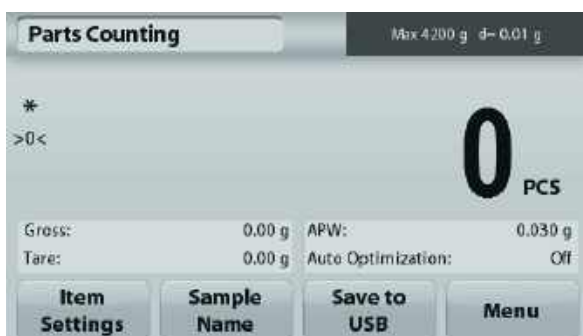 Parts Counting
Max 4200 g d= 0.01 g
*
>0<
0 PCS
Gross: 0.00 g APW: 0.030 g
Tare: 0.00 g Auto Optimization: Off
Item Settings
Sample Name
Save to USB
Menu